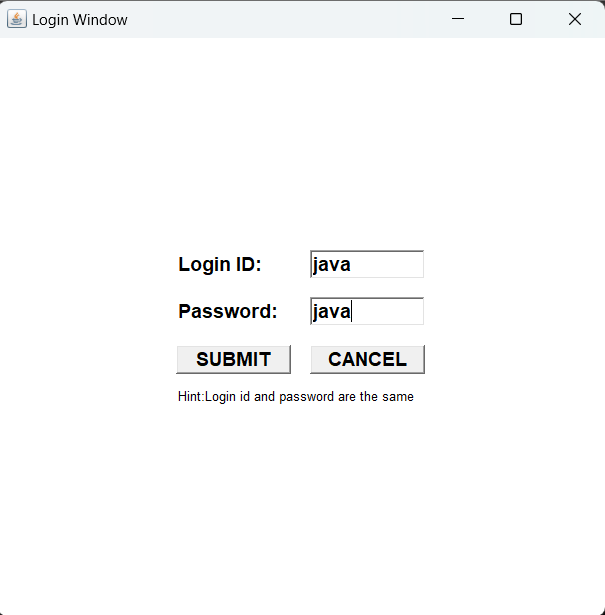 Login Window
Login ID: java
Password: java
SUBMIT CANCEL
Hint:Login id and password are the same